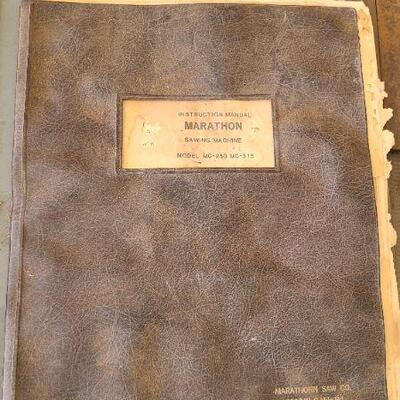 INSTRUCTION MANUAL
MARATHON
SAWING MACHINE
MODEL MC-250 MC-315
MARATHORN SAW CO.